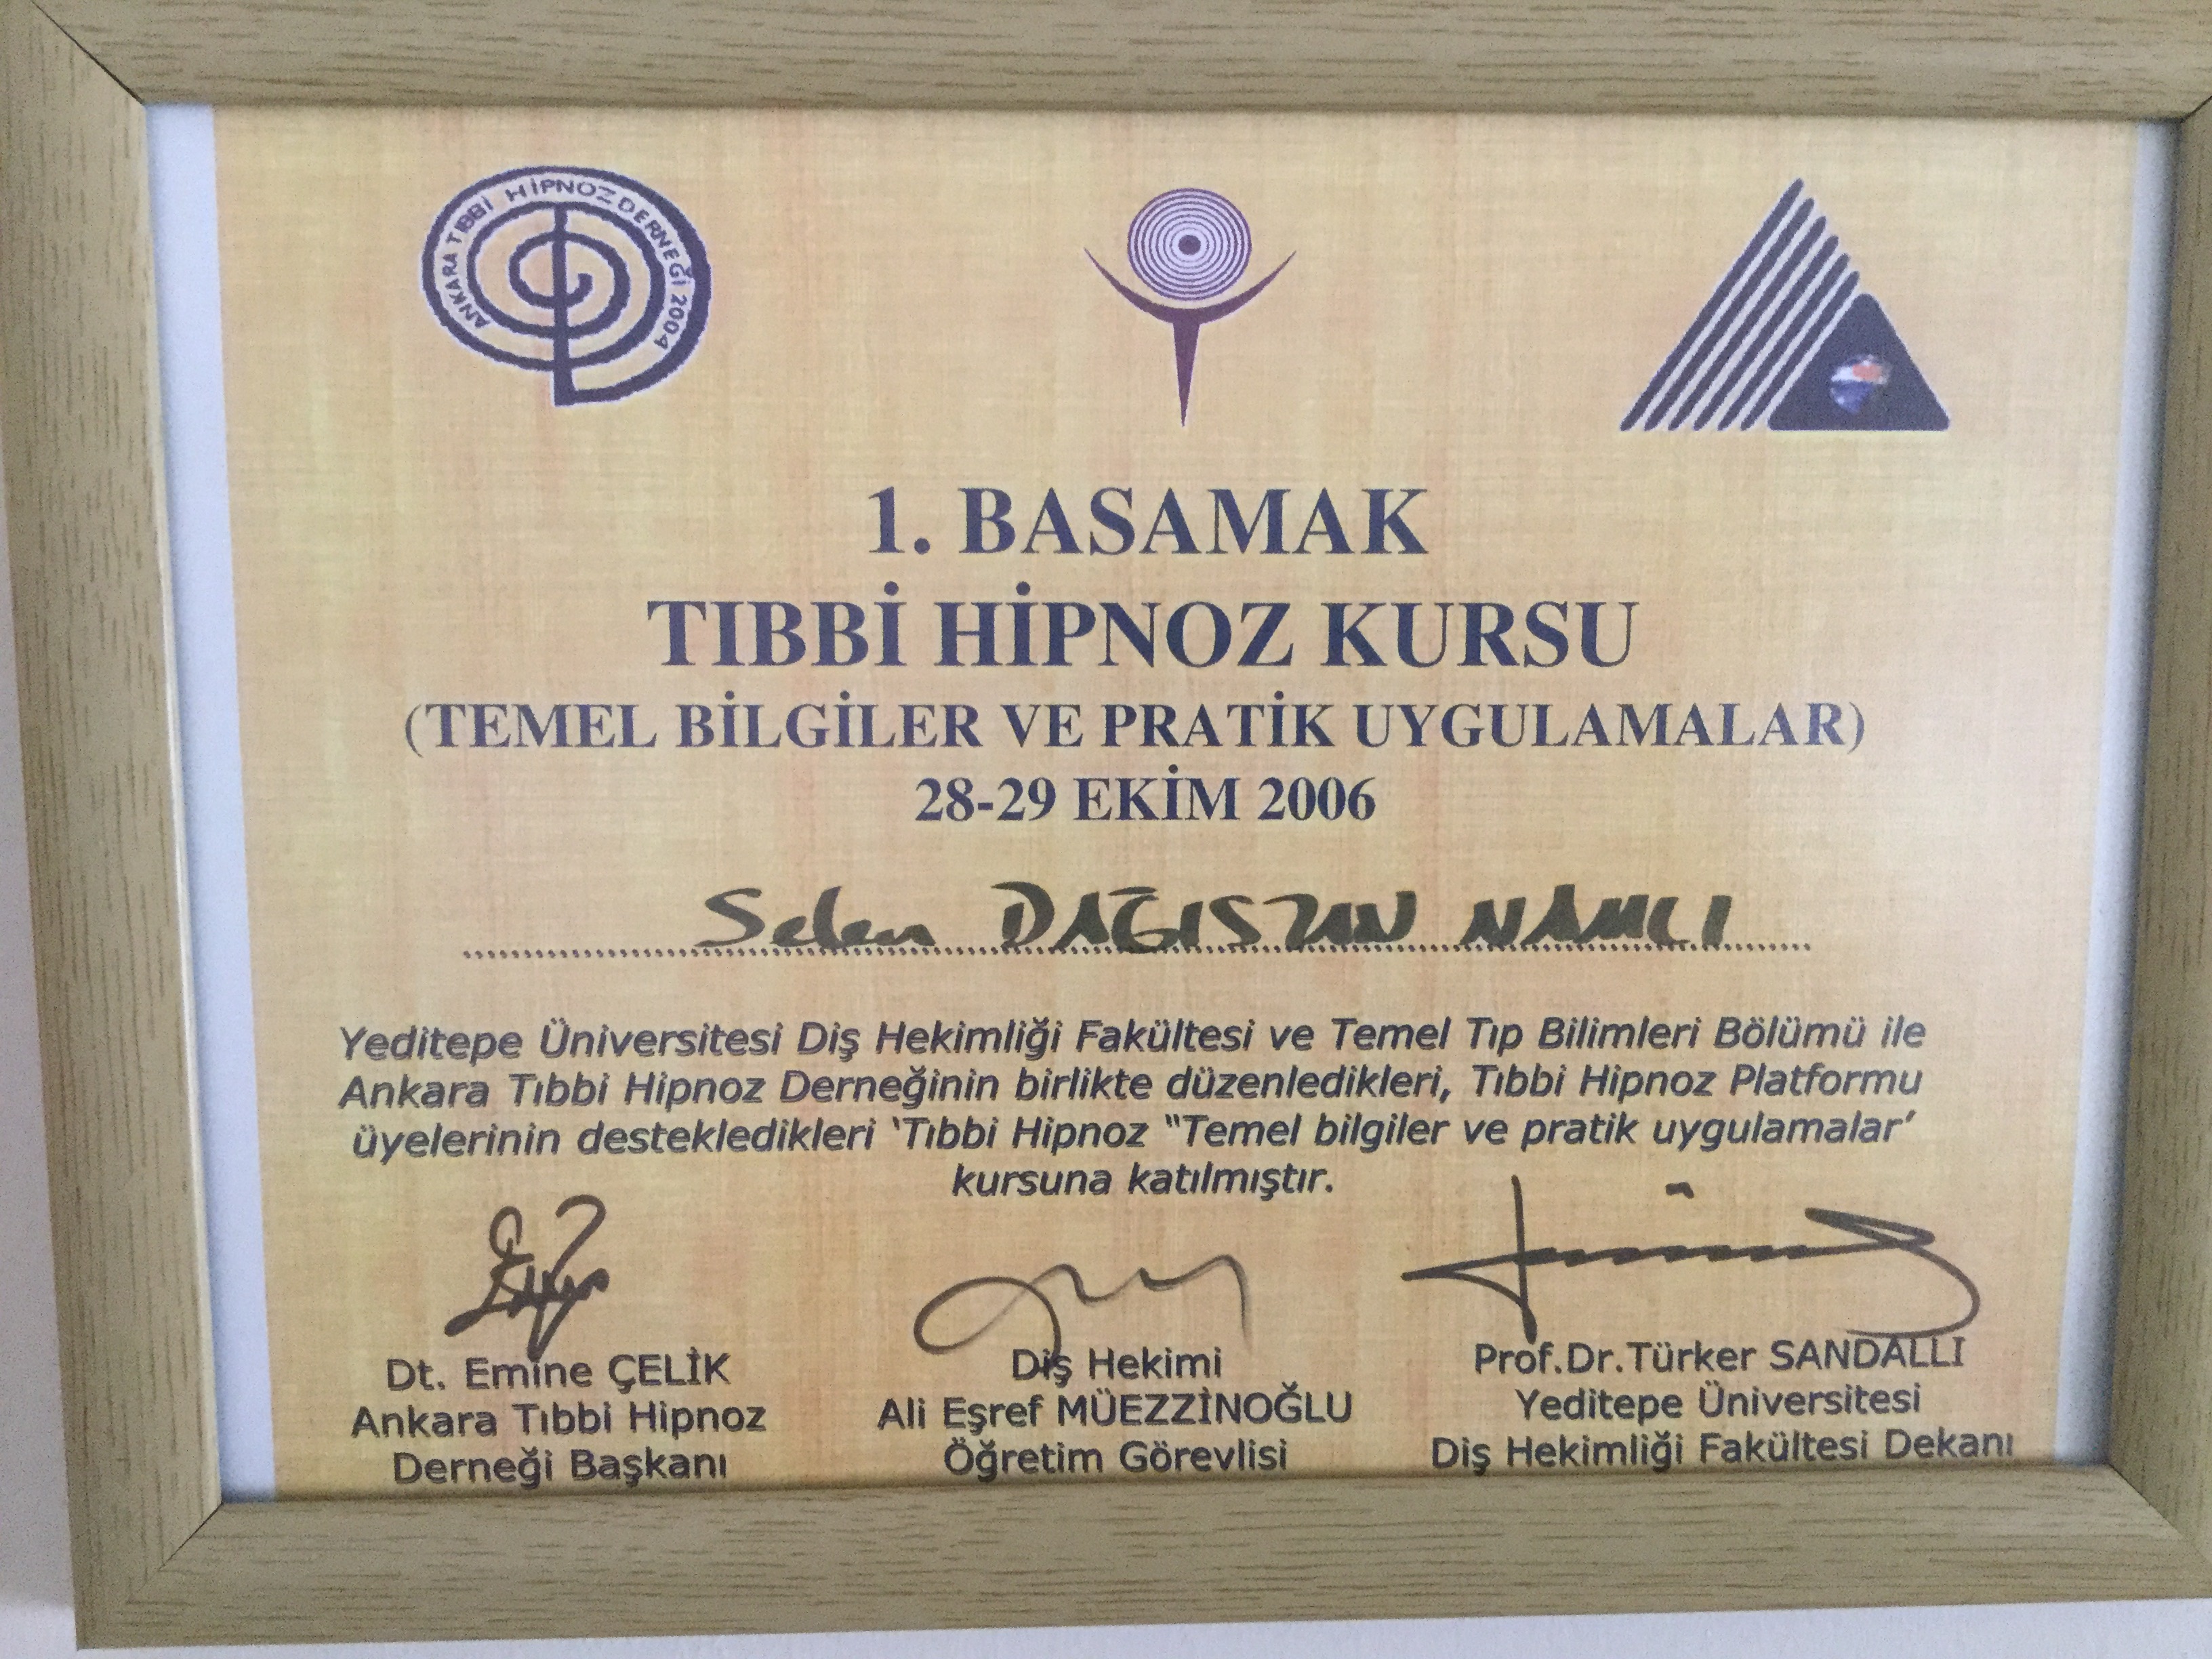 ANKARA TIBBİ HİPNOZ DERNEĞİ 2004
1. BASAMAK
TIBBİ HİPNOZ KURSU
(TEMEL BİLGİLER VE PRATİK UYGULAMALAR)
28-29 EKİM 2006
Selen DAĞISTAN NAMLI
Yeditepe Üniversitesi Diş Hekimliği Fakültesi ve Temel Tıp Bilimleri Bölümü ile
Ankara Tıbbi Hipnoz Derneğinin birlikte düzenledikleri, Tıbbi Hipnoz Platformu
üyelerinin destekledikleri ‘Tıbbi Hipnoz “Temel bilgiler ve pratik uygulamalar’
kursuna katılmıştır.
Dt. Emine ÇELİK
Ankara Tıbbi Hipnoz
Derneği Başkanı
Diş Hekimi
Ali Eşref MÜEZZİNOĞLU
Öğretim Görevlisi
Prof.Dr.Türker SANDALLI
Yeditepe Üniversitesi
Diş Hekimliği Fakültesi Dekanı